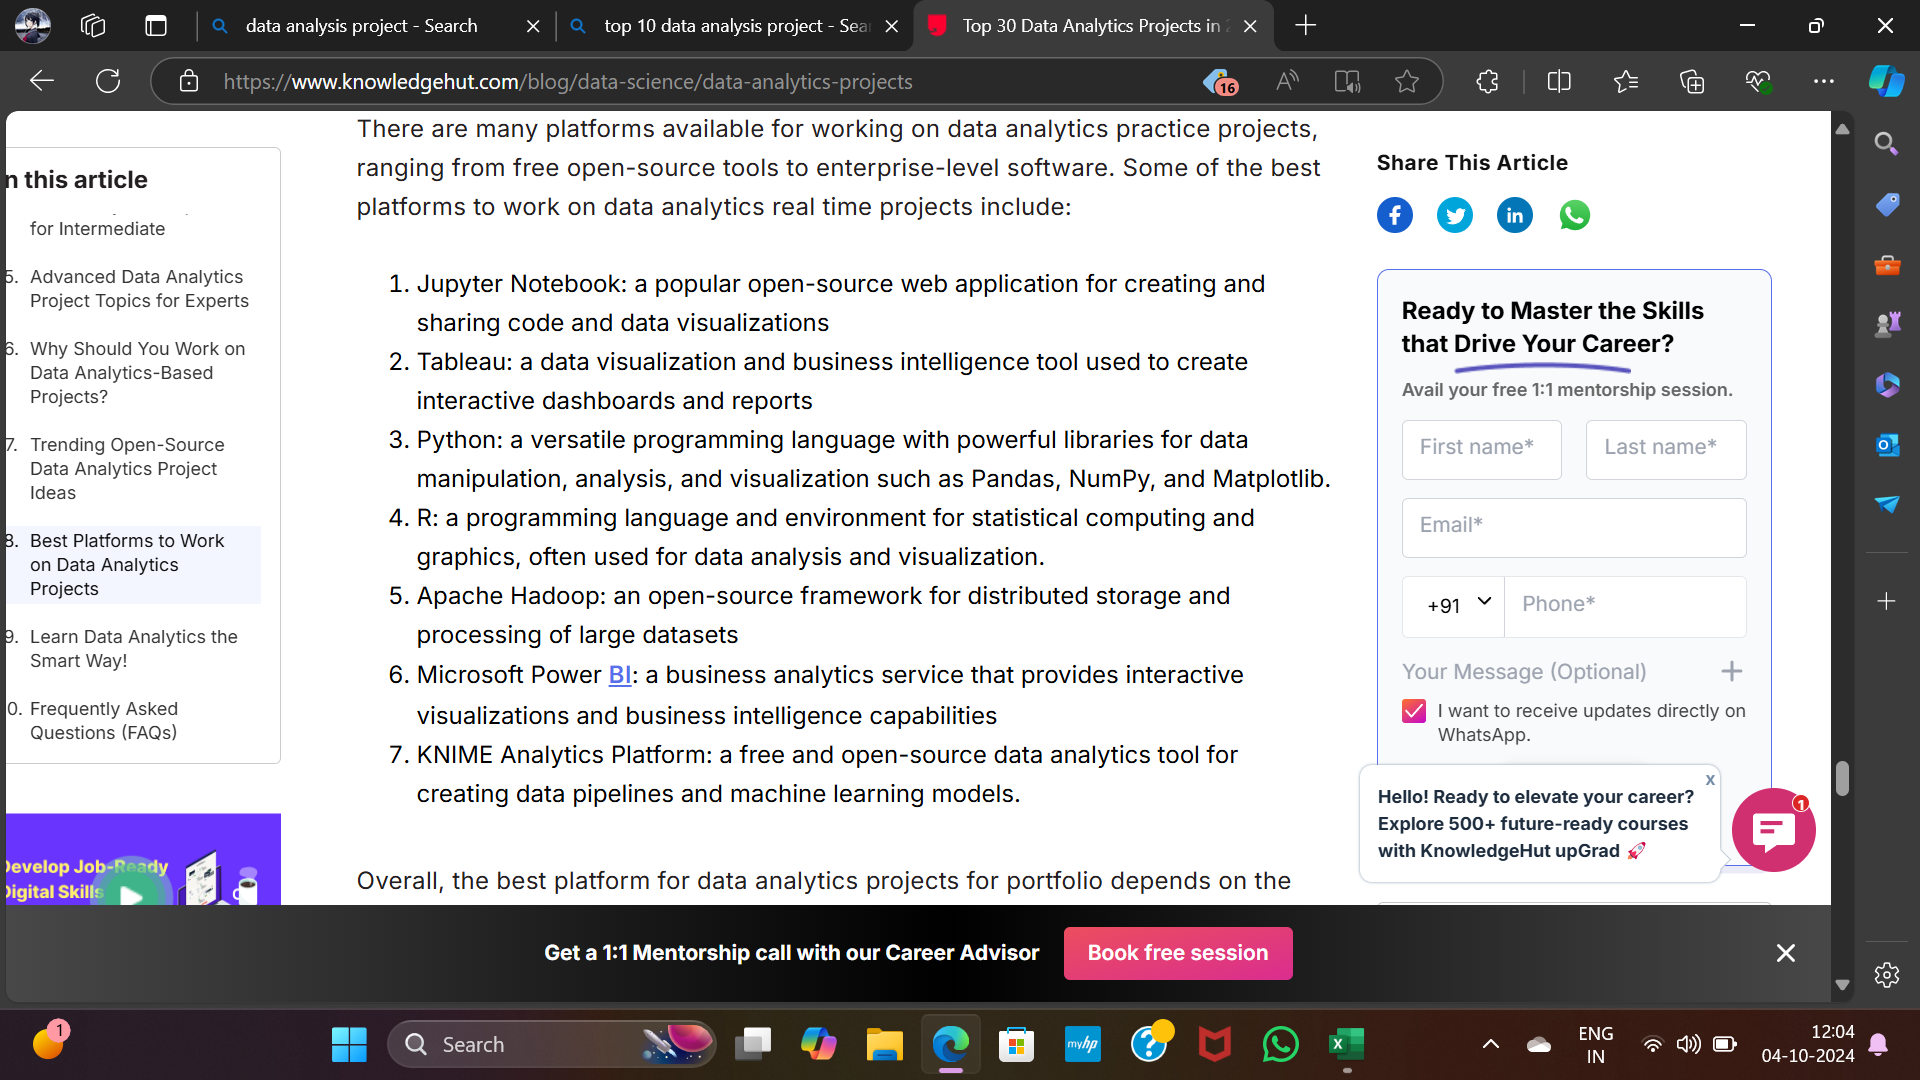 data analysis project - Search
top 10 data analysis project - Sea
Top 30 Data Analytics Projects in 2
https://www.knowledgehut.com/blog/data-science/data-analytics-projects
16
n this article
for Intermediate
5. Advanced Data Analytics
Project Topics for Experts
6. Why Should You Work on
Data Analytics-Based
Projects?
7. Trending Open-Source
Data Analytics Project
Ideas
8. Best Platforms to Work
on Data Analytics
Projects
9. Learn Data Analytics the
Smart Way!
0. Frequently Asked
Questions (FAQs)
Develop Job-Ready
Digital Skills
There are many platforms available for working on data analytics practice projects,
ranging from free open-source tools to enterprise-level software. Some of the best
platforms to work on data analytics real time projects include:
1. Jupyter Notebook: a popular open-source web application for creating and
sharing code and data visualizations
2. Tableau: a data visualization and business intelligence tool used to create
interactive dashboards and reports
3. Python: a versatile programming language with powerful libraries for data
manipulation, analysis, and visualization such as Pandas, NumPy, and Matplotlib.
4. R: a programming language and environment for statistical computing and
graphics, often used for data analysis and visualization.
5. Apache Hadoop: an open-source framework for distributed storage and
processing of large datasets
6. Microsoft Power BI: a business analytics service that provides interactive
visualizations and business intelligence capabilities
7. KNIME Analytics Platform: a free and open-source data analytics tool for
creating data pipelines and machine learning models.
Overall, the best platform for data analytics projects for portfolio depends on the
Share This Article
Ready to Master the Skills
that Drive Your Career?
Avail your free 1:1 mentorship session.
First name*
Last name*
Email*
+91
Phone*
Your Message (Optional)
I want to receive updates directly on
WhatsApp.
x
Hello! Ready to elevate your career?
Explore 500+ future-ready courses
with KnowledgeHut upGrad 🚀
1
Get a 1:1 Mentorship call with our Career Advisor
Book free session
1
Search
myhp
ENG
IN
12:04
04-10-2024